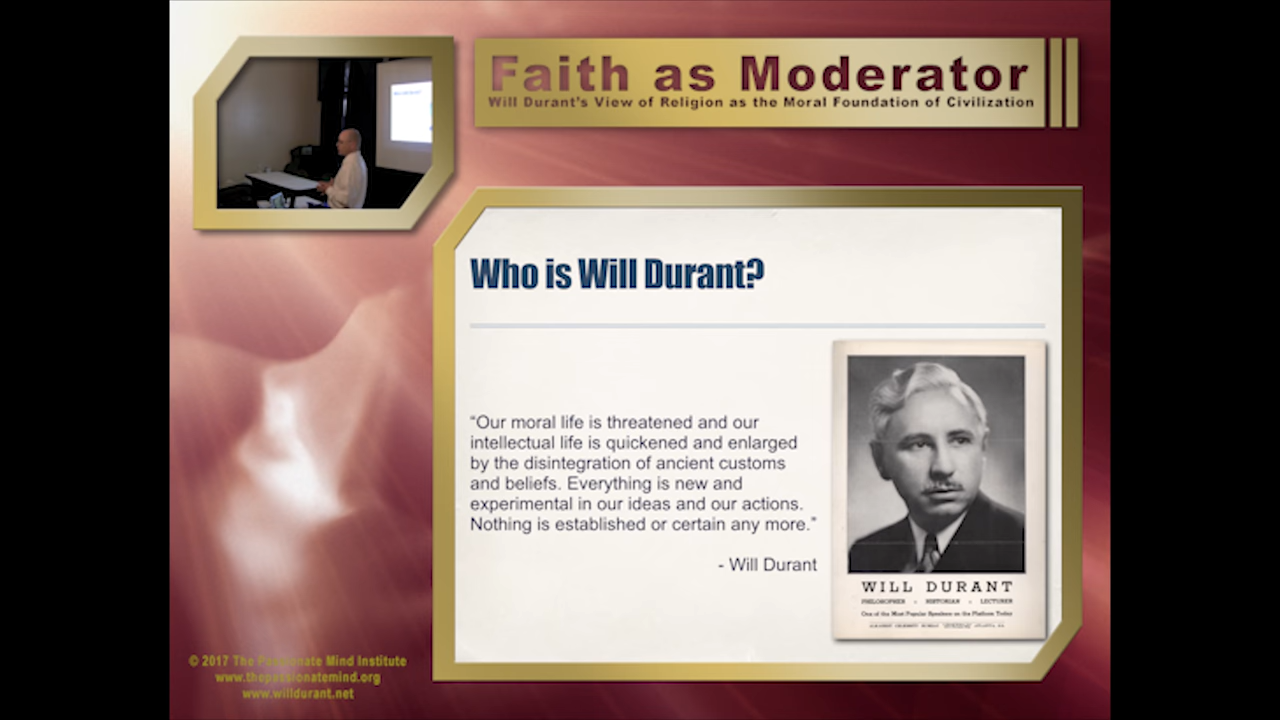 Faith as Moderator
Will Durant's View of Religion as the Moral Foundation of Civilization
Who is Will Durant?
“Our moral life is threatened and our
intellectual life is quickened and enlarged
by the disintegration of ancient customs
and beliefs. Everything is new and
experimental in our ideas and our actions.
Nothing is established or certain any more.”
- Will Durant
WILL DURANT
PHILOSOPHER - HISTORIAN - LECTURER
One of the Most Popular Speakers on the Platform Today
© 2017 The Passionate Mind Institute
www.thepassionatemind.org
www.willdurant.net